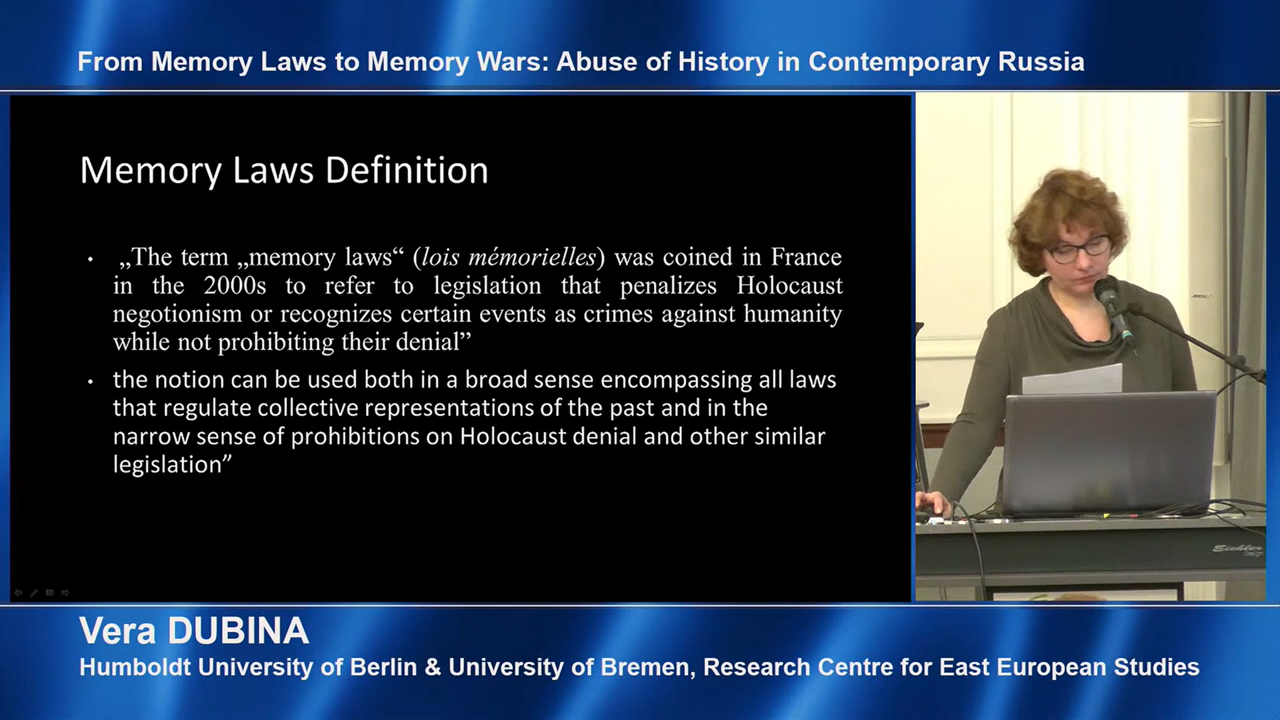 From Memory Laws to Memory Wars: Abuse of History in Contemporary Russia
Memory Laws Definition
• „The term „memory laws“ (lois mémorielles) was coined in France
in the 2000s to refer to legislation that penalizes Holocaust
negotionism or recognizes certain events as crimes against humanity
while not prohibiting their denial”
• the notion can be used both in a broad sense encompassing all laws
that regulate collective representations of the past and in the
narrow sense of prohibitions on Holocaust denial and other similar
legislation”
Vera DUBINA
Humboldt University of Berlin & University of Bremen, Research Centre for East European Studies